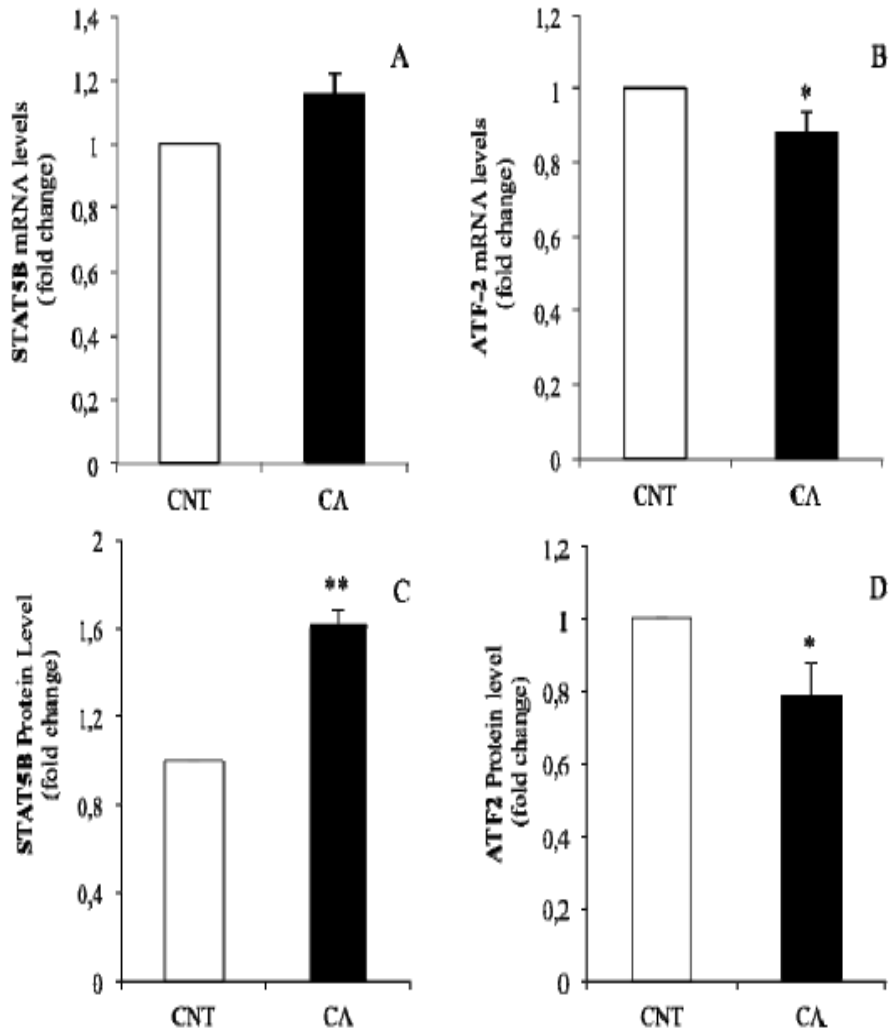 A
STAT5B mRNA levels
(fold change)
1,4
1,2
1
0,8
0,6
0,4
0,2
0
CNT CA
B
ATF-2 mRNA levels
(fold change)
1,2
1
0,8
0,6
0,4
0,2
0
*
CNT CA
C
STAT5B Protein Level
(fold change)
2
1,6
1,2
0,8
0,4
0
**
CNT CA
D
ATF2 Protein level
(fold change)
1,2
1
0,8
0,6
0,4
0,2
0
*
CNT CA